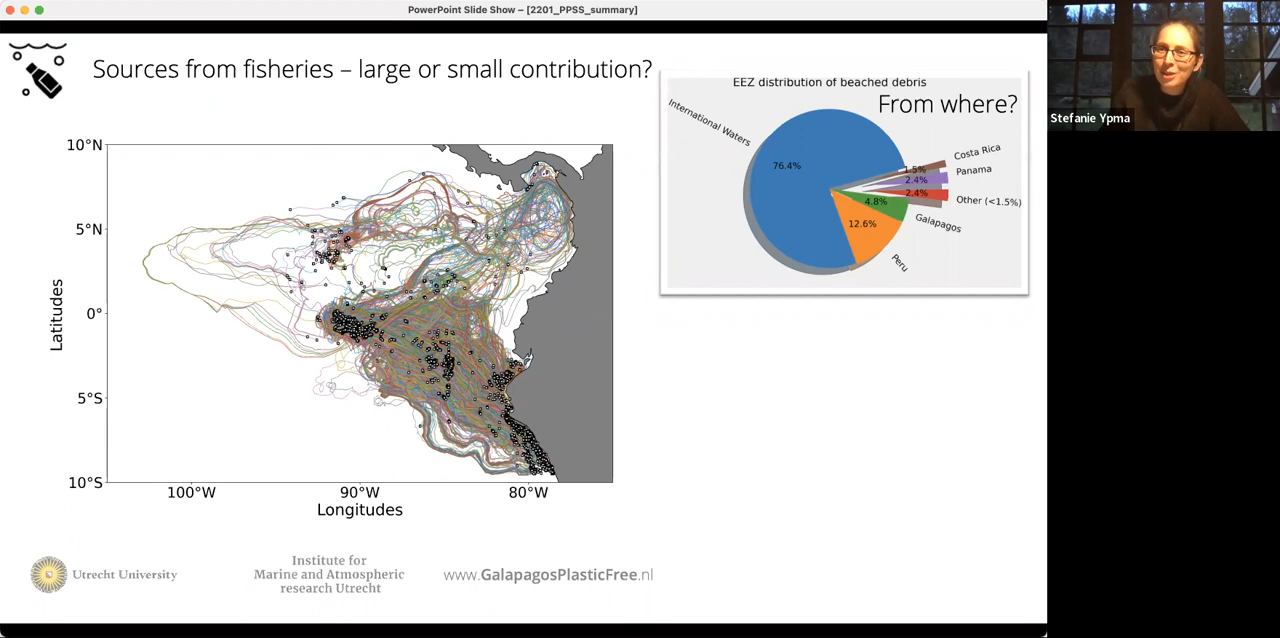 PowerPoint Slide Show – [2201_PPSS_summary]
Sources from fisheries – large or small contribution?
EEZ distribution of beached debris
From where?
International Waters
76.4%
1.5%
Costa Rica
2.4%
Panama
2.4%
Other (<1.5%)
4.8%
Galapagos
12.6%
Peru
Stefanie Ypma
10°N
5°N
0°
5°S
10°S
Latitudes
100°W 90°W 80°W
Longitudes
Utrecht University
Institute for
Marine and Atmospheric
research Utrecht
www.GalapagosPlasticFree.nl